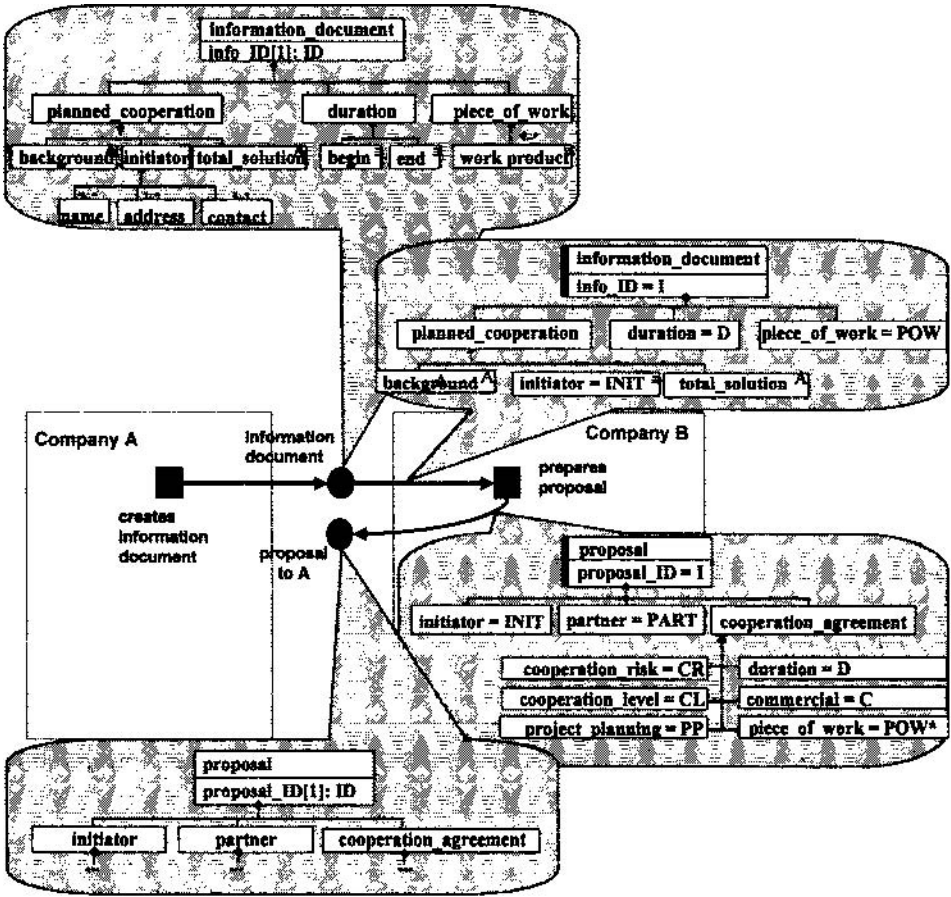 information_document
info_ID[1]: ID
planned_cooperation duration piece_of_work
background A initiator total_solution A begin end work product A
name address contact
information_document
info_ID = I
planned_cooperation duration = D piece_of_work = POW
background A initiator = INIT total_solution A
Company A
information
document
Company B
prepares
proposal
creates
information
document
proposal
to A
proposal
proposal_ID = I
initiator = INIT partner = PART cooperation_agreement
cooperation_risk = CR duration = D
cooperation_level = CL commercial = C
project_planning = PP piece_of_work = POW*
proposal
proposal_ID[1]: ID
initiator partner cooperation_agreement
... ... ...